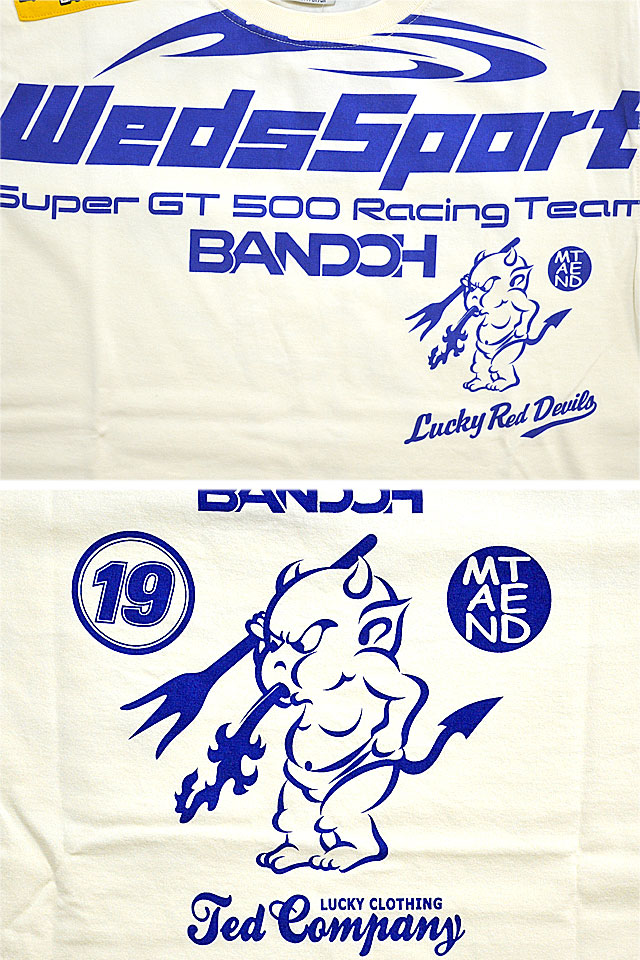 WedsSport
Super GT 500 Racing Team
BANDOH
MT
AE
ND
Lucky Red Devils
BANDOH
19
MT
AE
ND
LUCKY CLOTHING
Ted Company